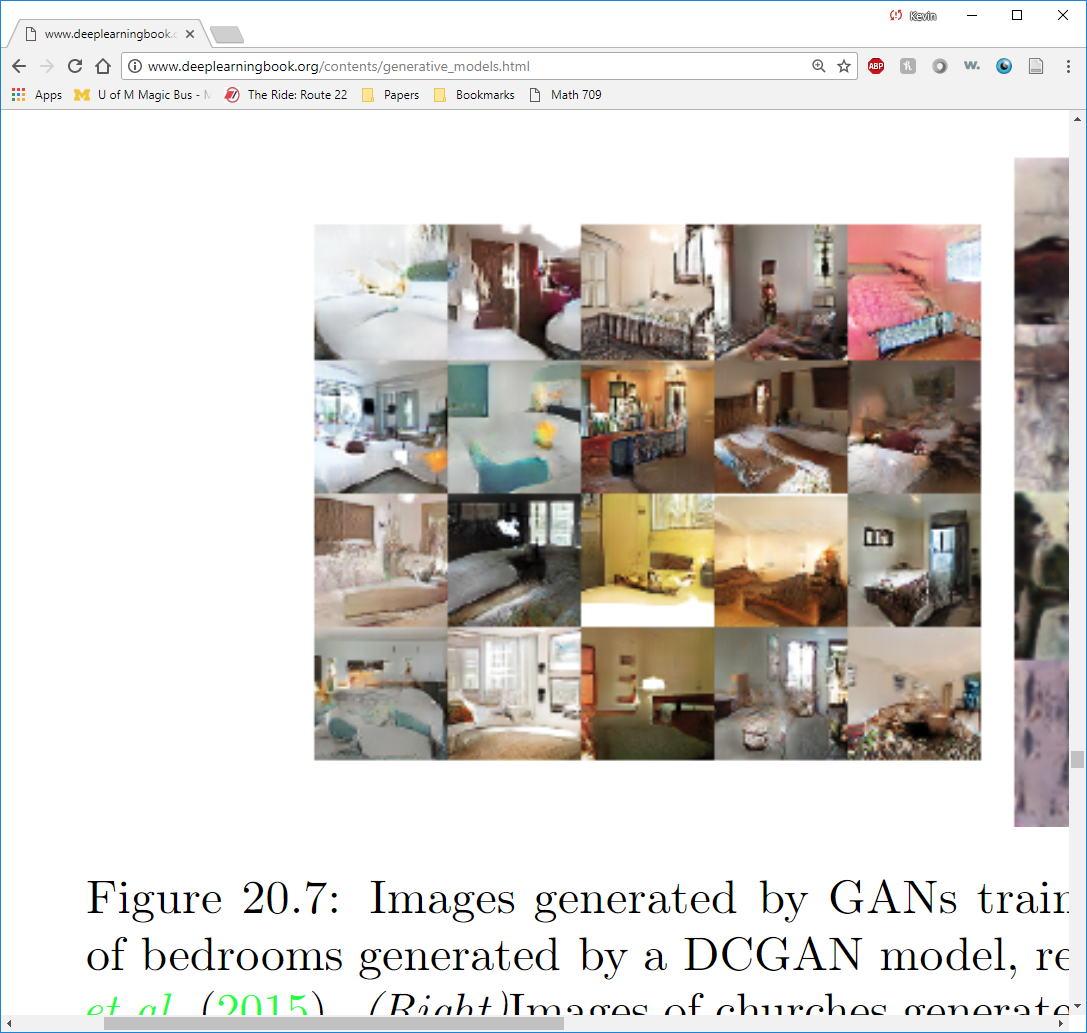 Kevin
www.deeplearningbook.o
www.deeplearningbook.org/contents/generative_models.html
ABP
w.
Apps U of M Magic Bus - M The Ride: Route 22 Papers Bookmarks Math 709
Figure 20.7: Images generated by GANs train
of bedrooms generated by a DCGAN model, re
et al. (2015). (Right)Images of churches generate